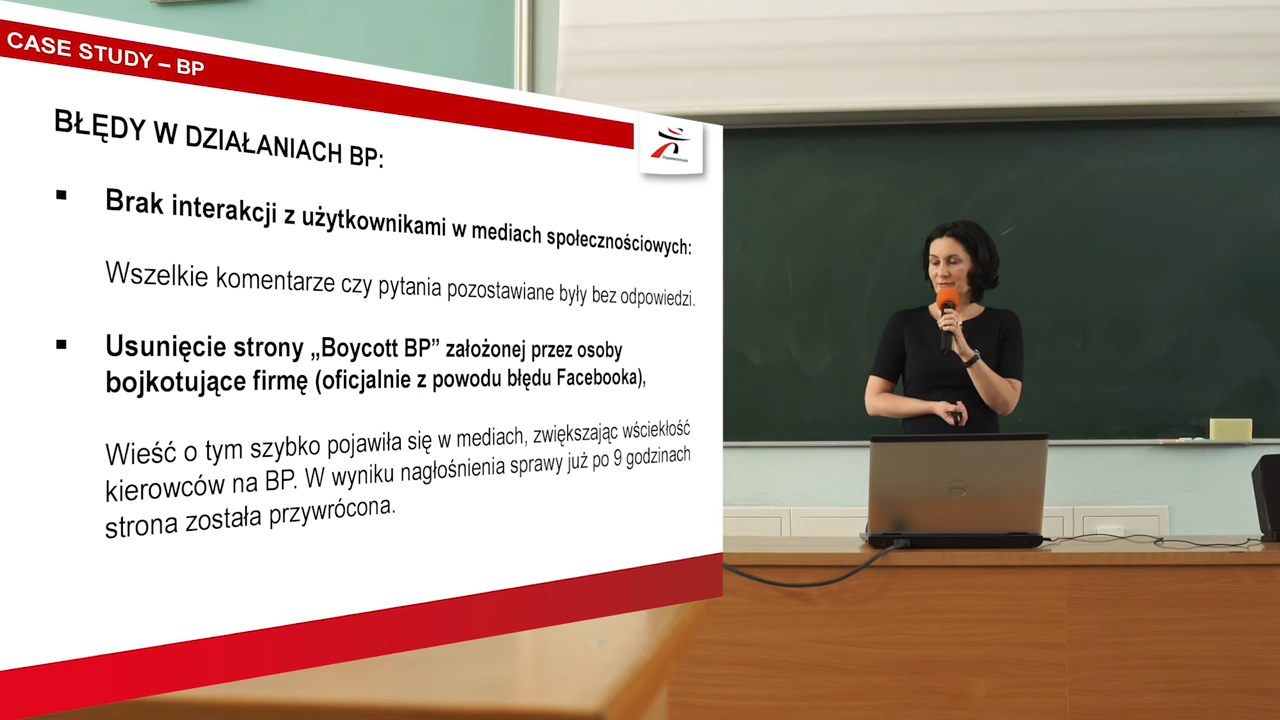 CASE STUDY – BP
BŁĘDY W DZIAŁANIACH BP:
▪ Brak interakcji z użytkownikami w mediach społecznościowych:
Wszelkie komentarze czy pytania pozostawiane były bez odpowiedzi.
▪ Usunięcie strony „Boycott BP” założonej przez osoby
bojkotujące firmę (oficjalnie z powodu błędu Facebooka),
Wieść o tym szybko pojawiła się w mediach, zwiększając wściekłość
kierowców na BP. W wyniku nagłośnienia sprawy już po 9 godzinach
strona została przywrócona.
DELL